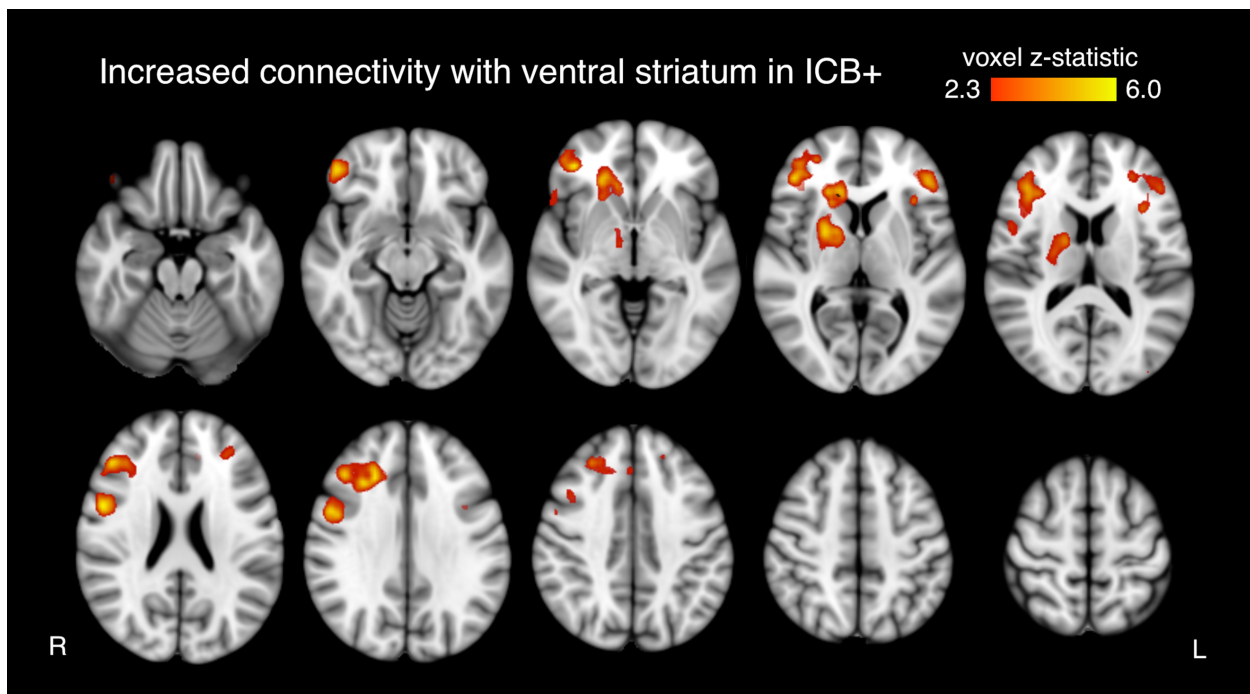 Increased connectivity with ventral striatum in ICB+
voxel z-statistic
2.3 6.0
R L